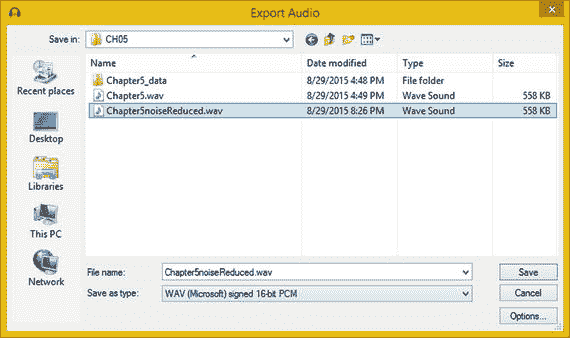 Export Audio
Save in: CH05
Name Date modified Type Size
Chapter5_data 8/29/2015 4:48 PM File folder
Chapter5.wav 8/29/2015 4:49 PM Wave Sound 558 KB
Chapter5noiseReduced.wav 8/29/2015 8:26 PM Wave Sound 558 KB
Recent places
Desktop
Libraries
This PC
Network
File name: Chapter5noiseReduced.wav Save
Save as type: WAV (Microsoft) signed 16-bit PCM Cancel
Options...